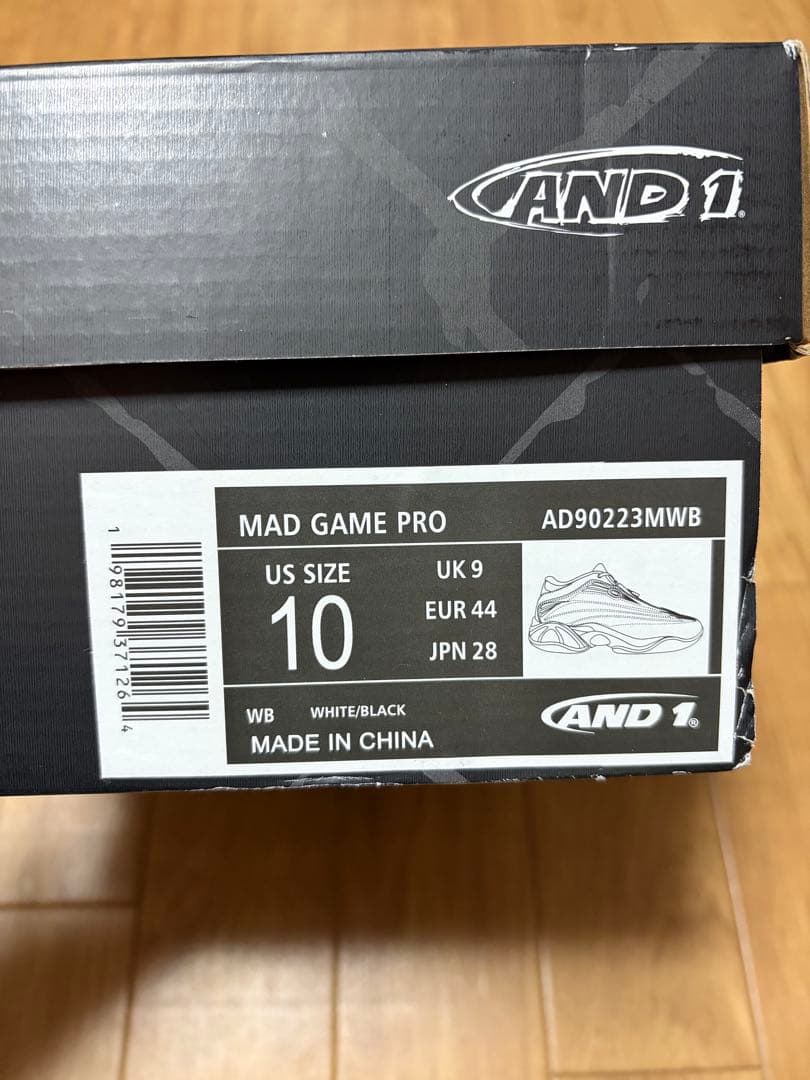 AND 1®
MAD GAME PRO
AD90223MWB
US SIZE
10
UK 9
EUR 44
JPN 28
WB WHITE/BLACK
MADE IN CHINA
AND 1®
1 98179 37126 4